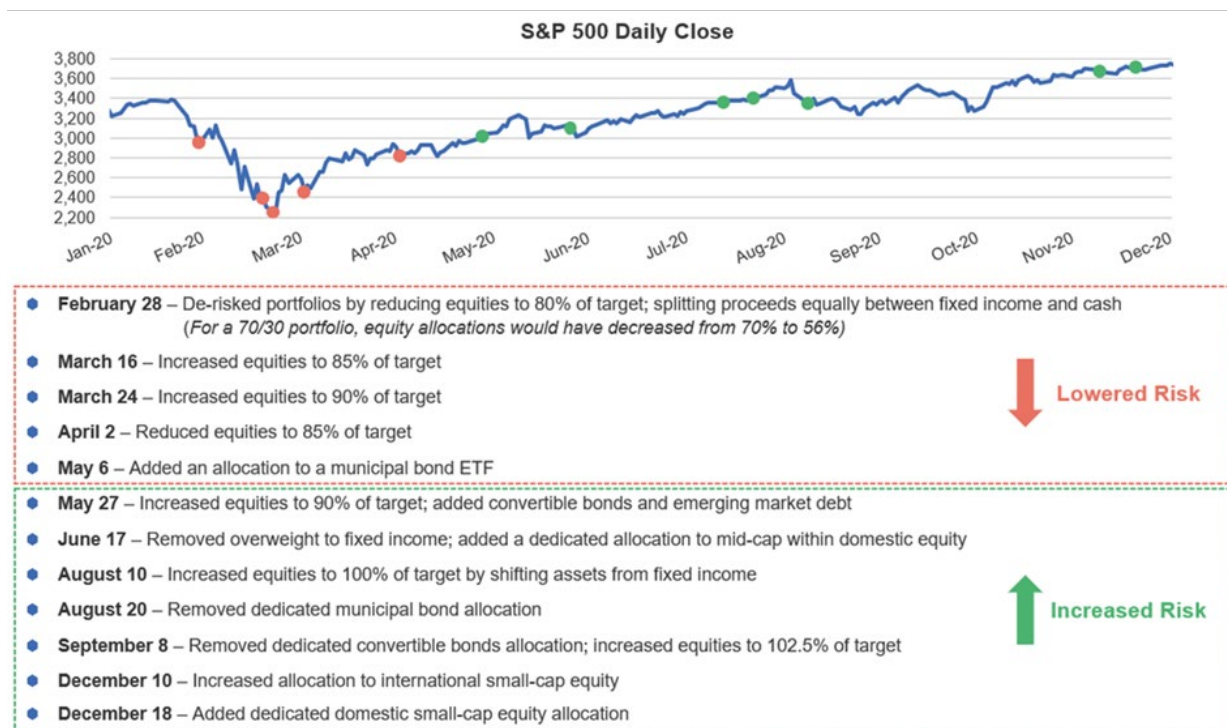 S&P 500 Daily Close
3,800
3,600
3,400
3,200
3,000
2,800
2,600
2,400
2,200
Jan-20
Feb-20
Mar-20
Apr-20
May-20
Jun-20
Jul-20
Aug-20
Sep-20
Oct-20
Nov-20
Dec-20
February 28 – De-risked portfolios by reducing equities to 80% of target; splitting proceeds equally between fixed income and cash
(For a 70/30 portfolio, equity allocations would have decreased from 70% to 56%)
March 16 – Increased equities to 85% of target
March 24 – Increased equities to 90% of target
Lowered Risk
April 2 – Reduced equities to 85% of target
May 6 – Added an allocation to a municipal bond ETF
May 27 – Increased equities to 90% of target; added convertible bonds and emerging market debt
June 17 – Removed overweight to fixed income; added a dedicated allocation to mid-cap within domestic equity
August 10 – Increased equities to 100% of target by shifting assets from fixed income
August 20 – Removed dedicated municipal bond allocation
Increased Risk
September 8 – Removed dedicated convertible bonds allocation; increased equities to 102.5% of target
December 10 – Increased allocation to international small-cap equity
December 18 – Added dedicated domestic small-cap equity allocation